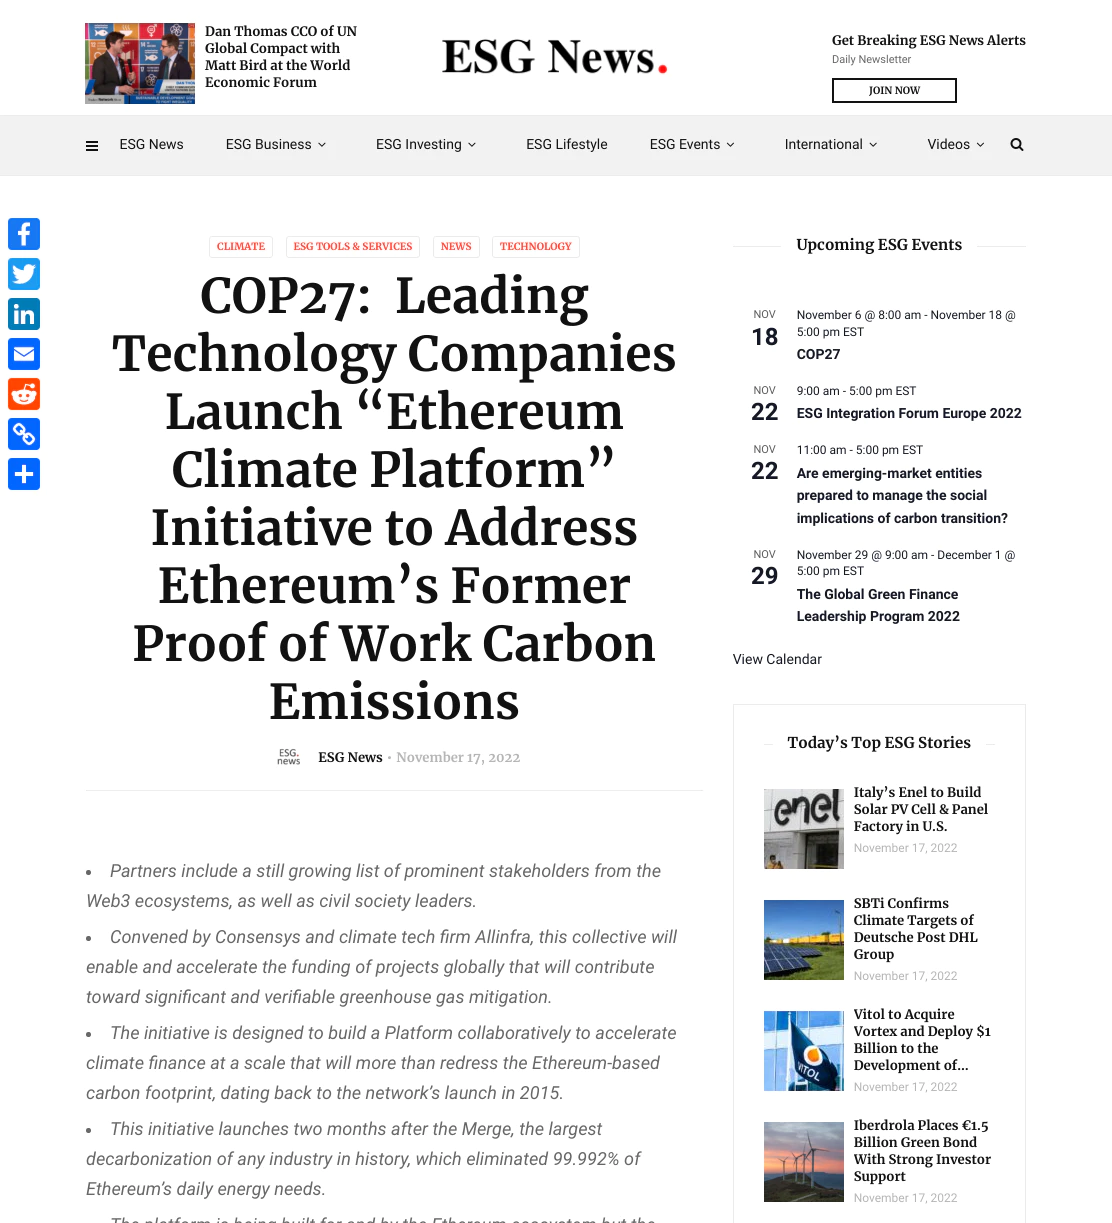 Dan Thomas CCO of UN
Global Compact with
Matt Bird at the World
Economic Forum
ESG News.
Get Breaking ESG News Alerts
Daily Newsletter
JOIN NOW
ESG News
ESG Business
ESG Investing
ESG Lifestyle
ESG Events
International
Videos
CLIMATE
ESG TOOLS & SERVICES
NEWS
TECHNOLOGY
COP27:  Leading
Technology Companies
Launch “Ethereum
Climate Platform”
Initiative to Address
Ethereum’s Former
Proof of Work Carbon
Emissions
ESG.
news
ESG News • November 17, 2022
• Partners include a still growing list of prominent stakeholders from the
Web3 ecosystems, as well as civil society leaders.
• Convened by Consensys and climate tech firm Allinfra, this collective will
enable and accelerate the funding of projects globally that will contribute
toward significant and verifiable greenhouse gas mitigation.
• The initiative is designed to build a Platform collaboratively to accelerate
climate finance at a scale that will more than redress the Ethereum-based
carbon footprint, dating back to the network’s launch in 2015.
• This initiative launches two months after the Merge, the largest
decarbonization of any industry in history, which eliminated 99.992% of
Ethereum’s daily energy needs.
The platform is being built for and by the Ethereum ecosystem but the
Upcoming ESG Events
NOV
18
November 6 @ 8:00 am - November 18 @
5:00 pm EST
COP27
NOV
22
9:00 am - 5:00 pm EST
ESG Integration Forum Europe 2022
NOV
22
11:00 am - 5:00 pm EST
Are emerging-market entities
prepared to manage the social
implications of carbon transition?
NOV
29
November 29 @ 9:00 am - December 1 @
5:00 pm EST
The Global Green Finance
Leadership Program 2022
View Calendar
Today’s Top ESG Stories
enel
Italy’s Enel to Build
Solar PV Cell & Panel
Factory in U.S.
November 17, 2022
SBTi Confirms
Climate Targets of
Deutsche Post DHL
Group
November 17, 2022
VITOL
Vitol to Acquire
Vortex and Deploy $1
Billion to the
Development of...
November 17, 2022
Iberdrola Places €1.5
Billion Green Bond
With Strong Investor
Support
November 17, 2022